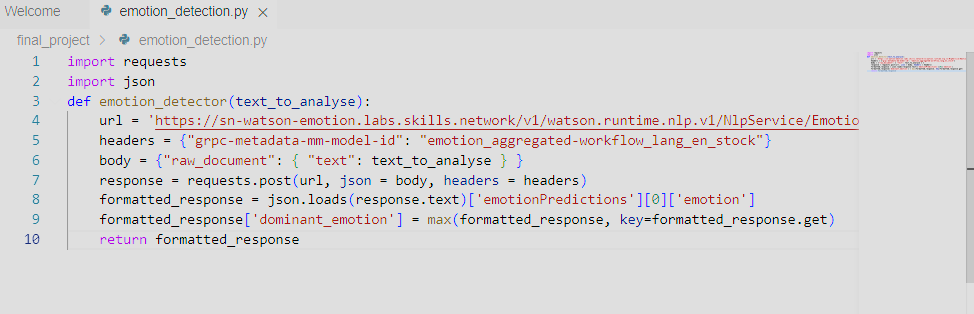 Welcome
emotion_detection.py
final_project > emotion_detection.py
1 import requests
2 import json
3 def emotion_detector(text_to_analyse):
4     url = 'https://sn-watson-emotion.labs.skills.network/v1/watson.runtime.nlp.v1/NlpService/Emotio
5     headers = {"grpc-metadata-mm-model-id": "emotion_aggregated-workflow_lang_en_stock"}
6     body = {"raw_document": { "text": text_to_analyse } }
7     response = requests.post(url, json = body, headers = headers)
8     formatted_response = json.loads(response.text)['emotionPredictions'][0]['emotion']
9     formatted_response['dominant_emotion'] = max(formatted_response, key=formatted_response.get)
10     return formatted_response